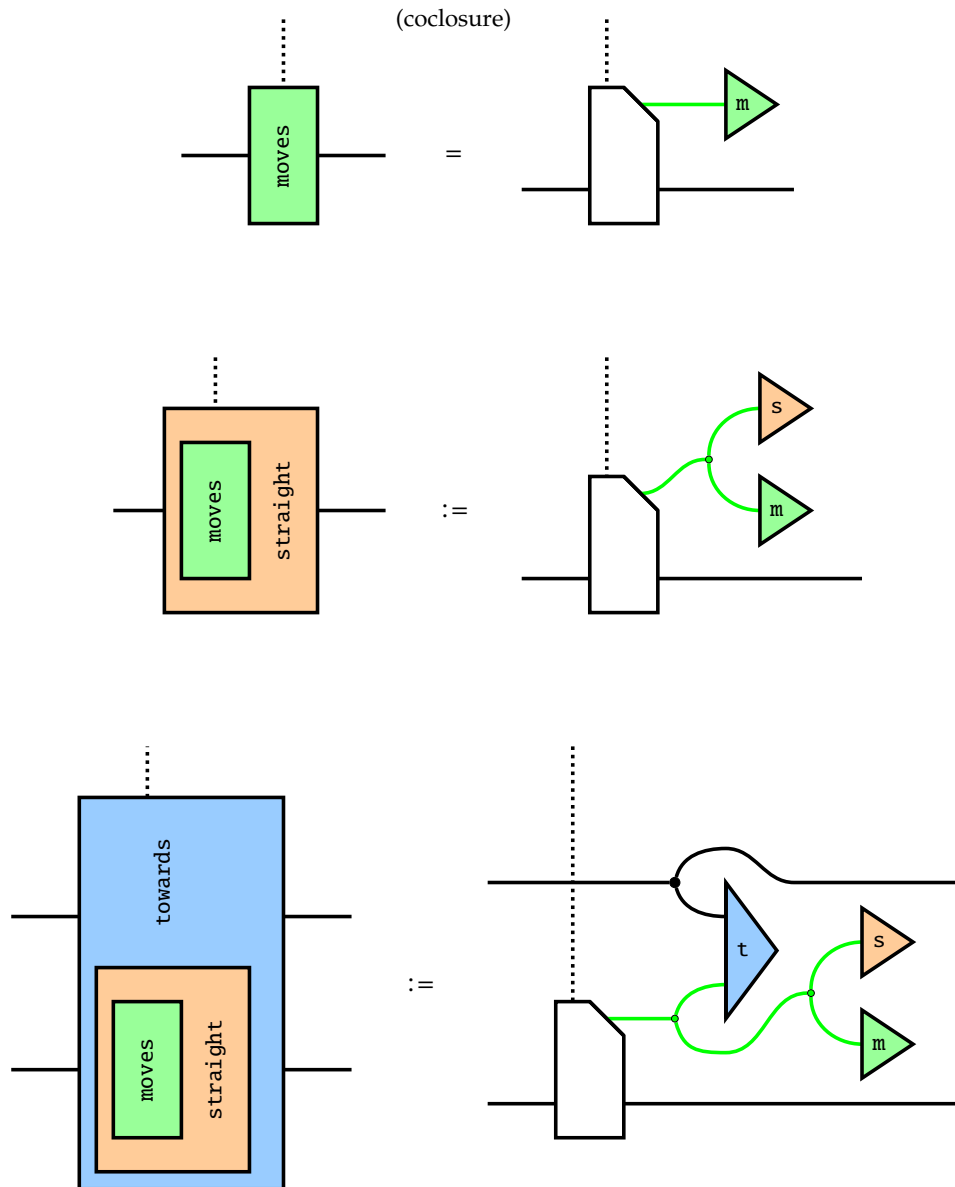 (coclosure)
moves
=
m
moves
straight
:=
s
m
towards
moves
straight
:=
t
s
m